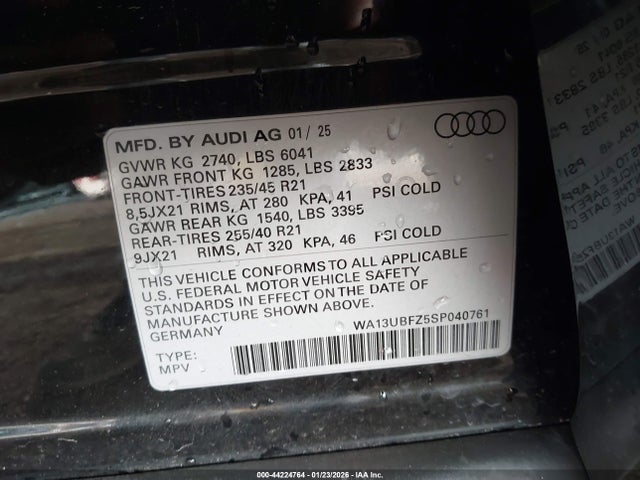 MFD. BY AUDI AG 01/ 25
GVWR KG 2740, LBS 6041
GAWR FRONT KG 1285, LBS 2833
FRONT-TIRES 235/45 R21
8,5JX21 RIMS, AT 280 KPA, 41 PSI COLD
GAWR REAR KG 1540, LBS 3395
REAR-TIRES 255/40 R21
9JX21 RIMS, AT 320 KPA, 46 PSI COLD
THIS VEHICLE CONFORMS TO ALL APPLICABLE
U.S. FEDERAL MOTOR VEHICLE SAFETY
STANDARDS IN EFFECT ON THE DATE OF
MANUFACTURE SHOWN ABOVE.
GERMANY
WA13UBFZ5SP040761
TYPE:
MPV
000-44224764 - 01/23/2026 - IAA Inc.